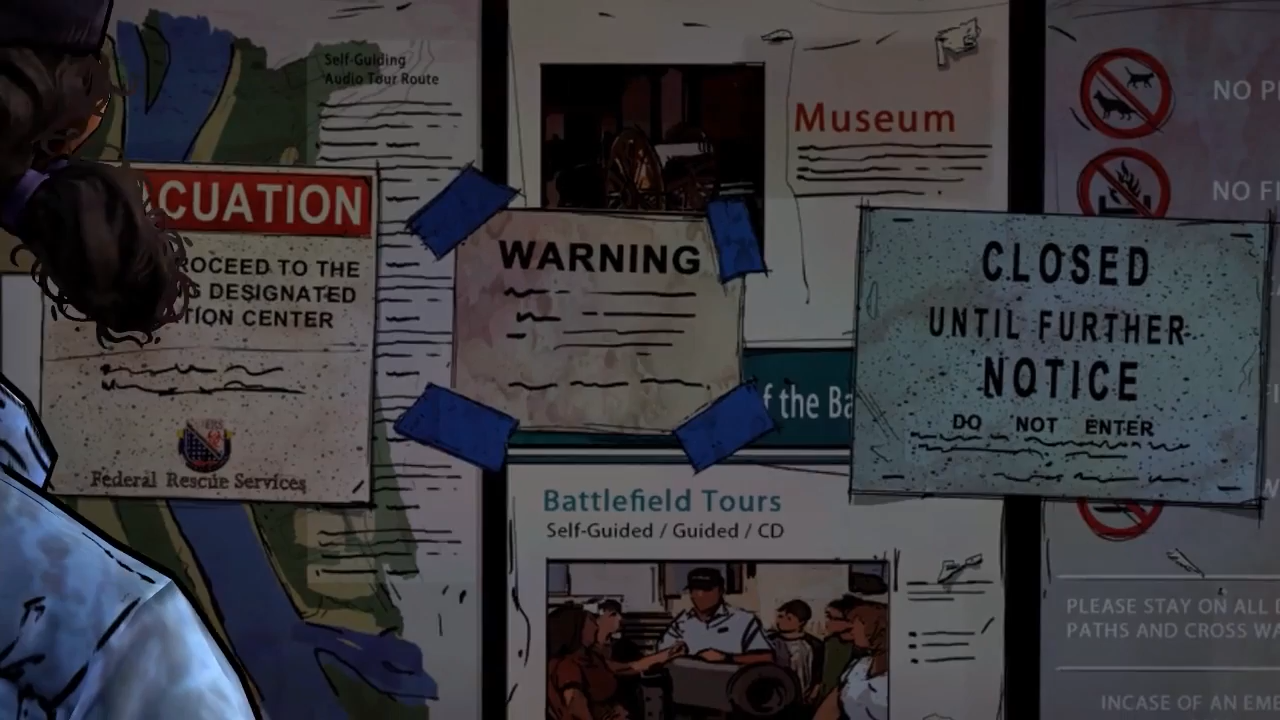 Self-Guiding
Audio Tour Route
Museum
NO
NO
CUATION
ROCEED TO THE
DESIGNATED
TION CENTER
Federal Rescue Services
WARNING
CLOSED
UNTIL FURTHER
NOTICE
DO NOT ENTER
f the Ba
Battlefield Tours
Self-Guided / Guided / CD
PLEASE STAY ON ALL
PATHS AND CROSS WA
INCASE OF AN EME